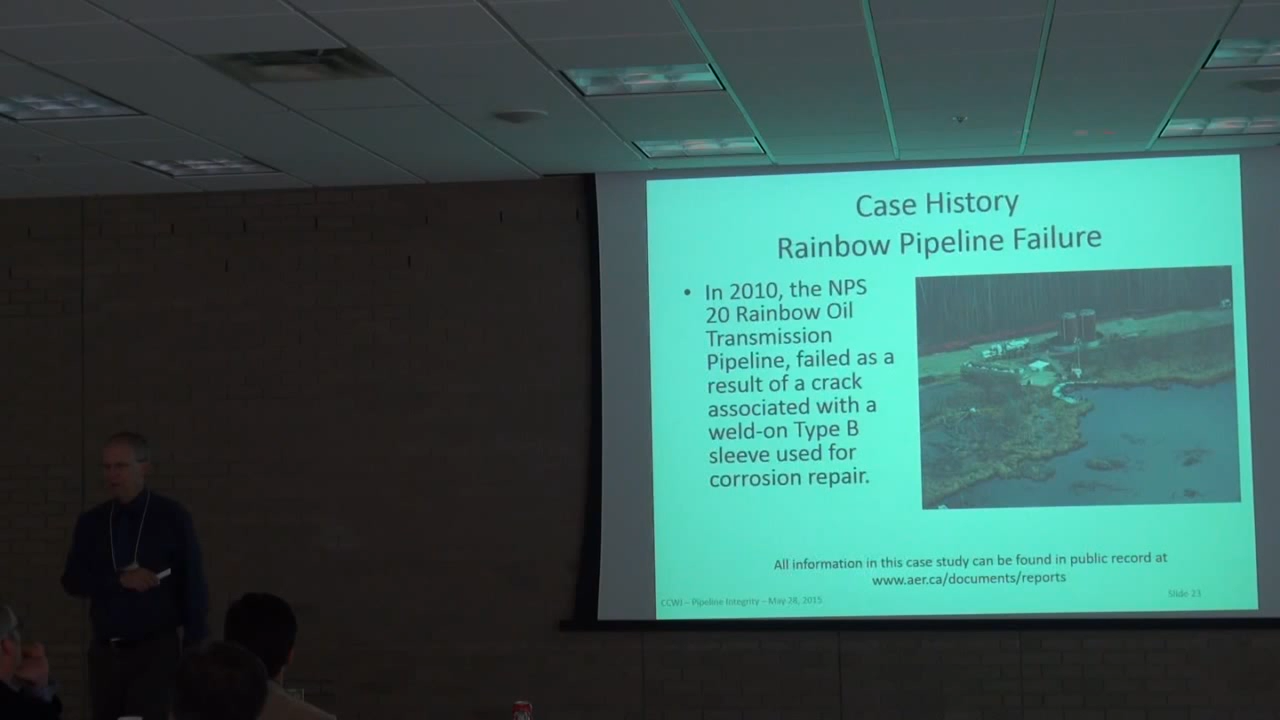 Case History
Rainbow Pipeline Failure
• In 2010, the NPS
20 Rainbow Oil
Transmission
Pipeline, failed as a
result of a crack
associated with a
weld-on Type B
sleeve used for
corrosion repair.
All information in this case study can be found in public record at
www.aer.ca/documents/reports
CCWJ – Pipeline Integrity – May 28, 2015
Slide 23